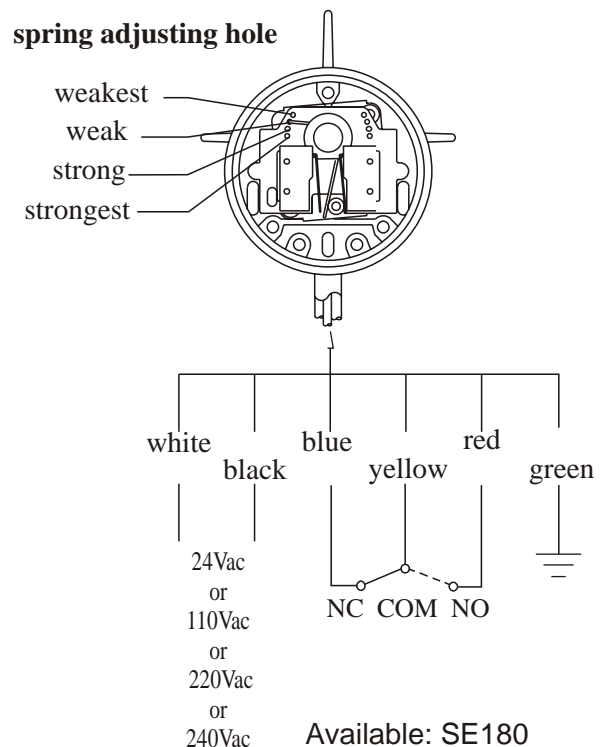 spring adjusting hole
weakest
weak
strong
strongest
white
black
blue
yellow
red
green
24Vac
or
110Vac
or
220Vac
or
240Vac
NC COM NO
Available: SE180